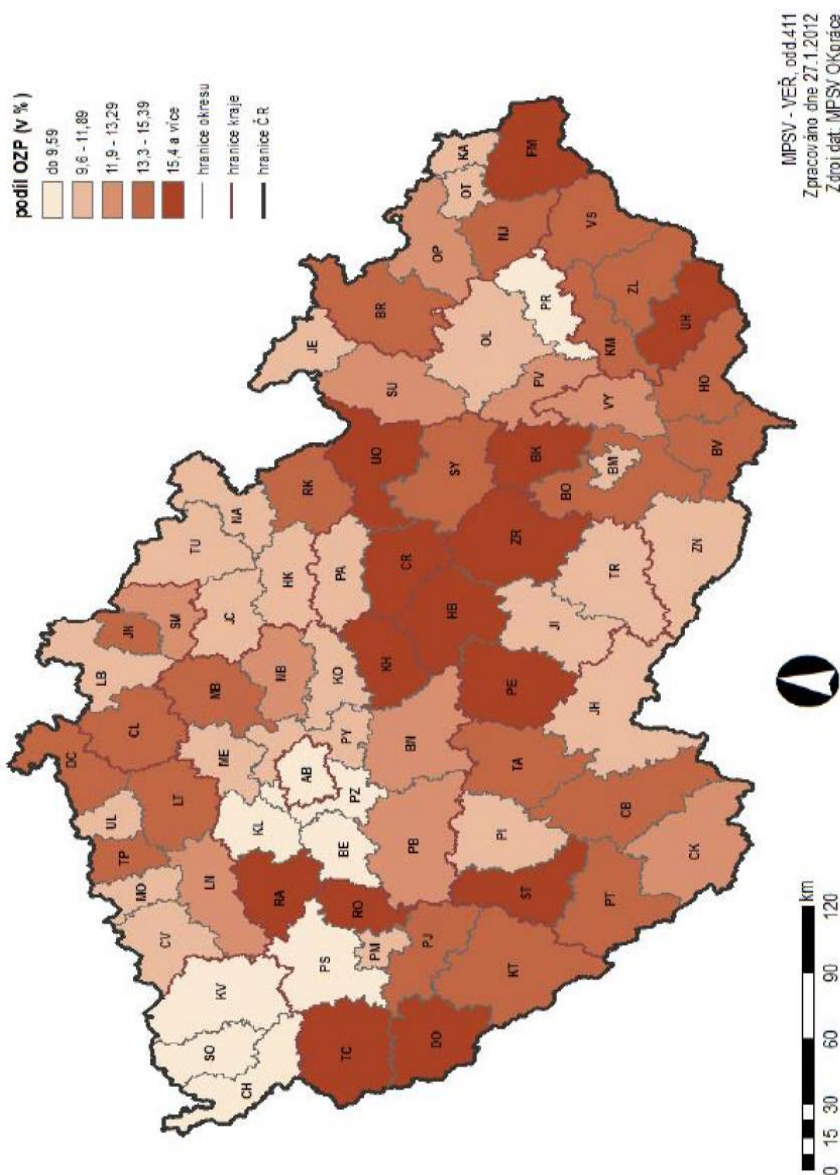 podíl OZP (v %)
do 9,59
9,6 - 11,89
11,9 - 13,29
13,3 - 15,39
15,4 a více
hranice okresu
hranice kraje
hranice ČR
DC
LB
UL
CL
JN
TP
LT
SM
MO
MB
TU
CV
LN
ME
JC
NA
KV
SO
CH
KL
NB
HK
RK
JE
RA
AB
KO
PA
UO
SU
BR
PS
BE
PZ
PY
KH
CR
OP
KA
OT
TC
PM
RO
PB
BN
HB
SY
OL
NJ
FM
DO
PJ
PE
ZR
BK
PV
PR
VS
KT
ST
PI
TA
JI
BO
BM
VY
KM
ZL
PT
CB
JH
TR
HO
UH
CK
ZN
BV
0 15 30 60 90 120
km
MPSV - VEŘ, odd.411
Zpracováno dne 27.1.2012
Zdroj dat: MPSV, OKpráce